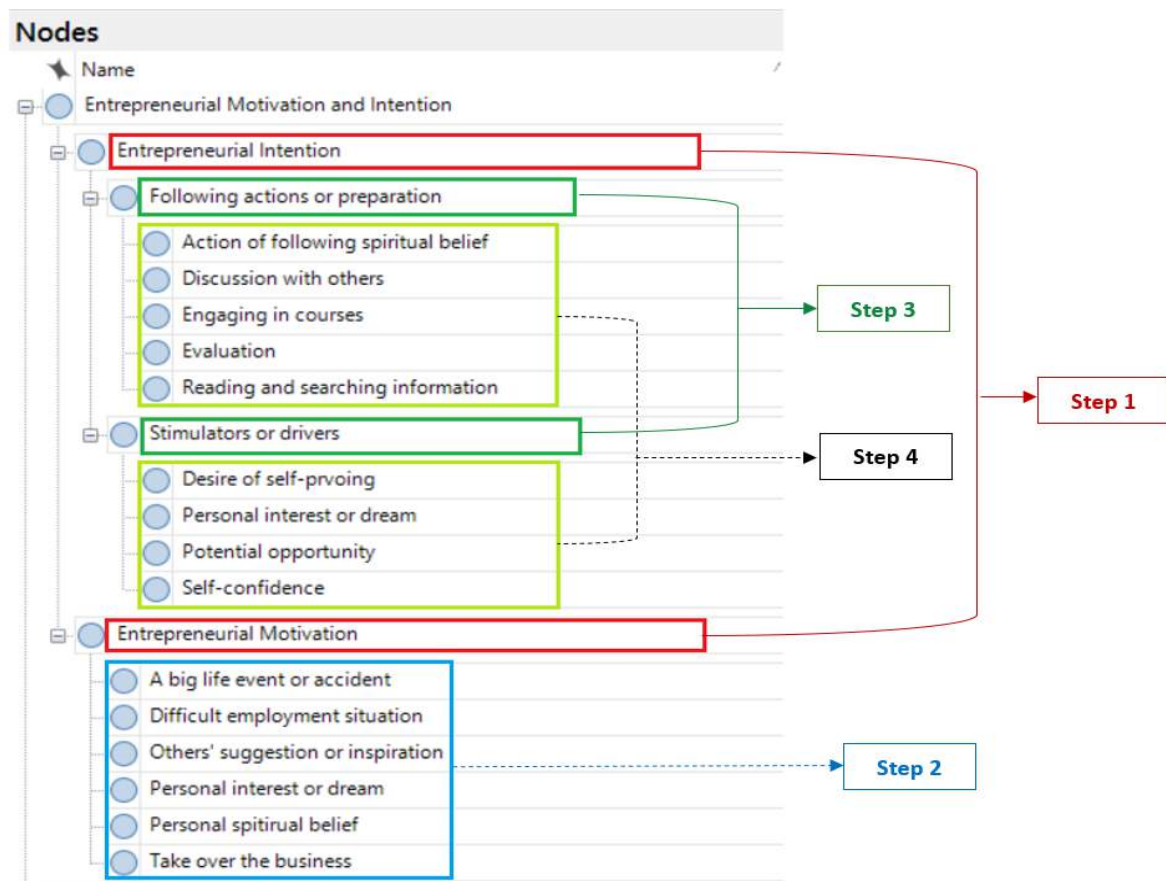 Nodes
Name
Entrepreneurial Motivation and Intention
Entrepreneurial Intention
Following actions or preparation
Action of following spiritual belief
Discussion with others
Engaging in courses
Evaluation
Reading and searching information
Stimulators or drivers
Desire of self-prvoing
Personal interest or dream
Potential opportunity
Self-confidence
Entrepreneurial Motivation
A big life event or accident
Difficult employment situation
Others' suggestion or inspiration
Personal interest or dream
Personal spitirual belief
Take over the business
Step 3
Step 1
Step 4
Step 2